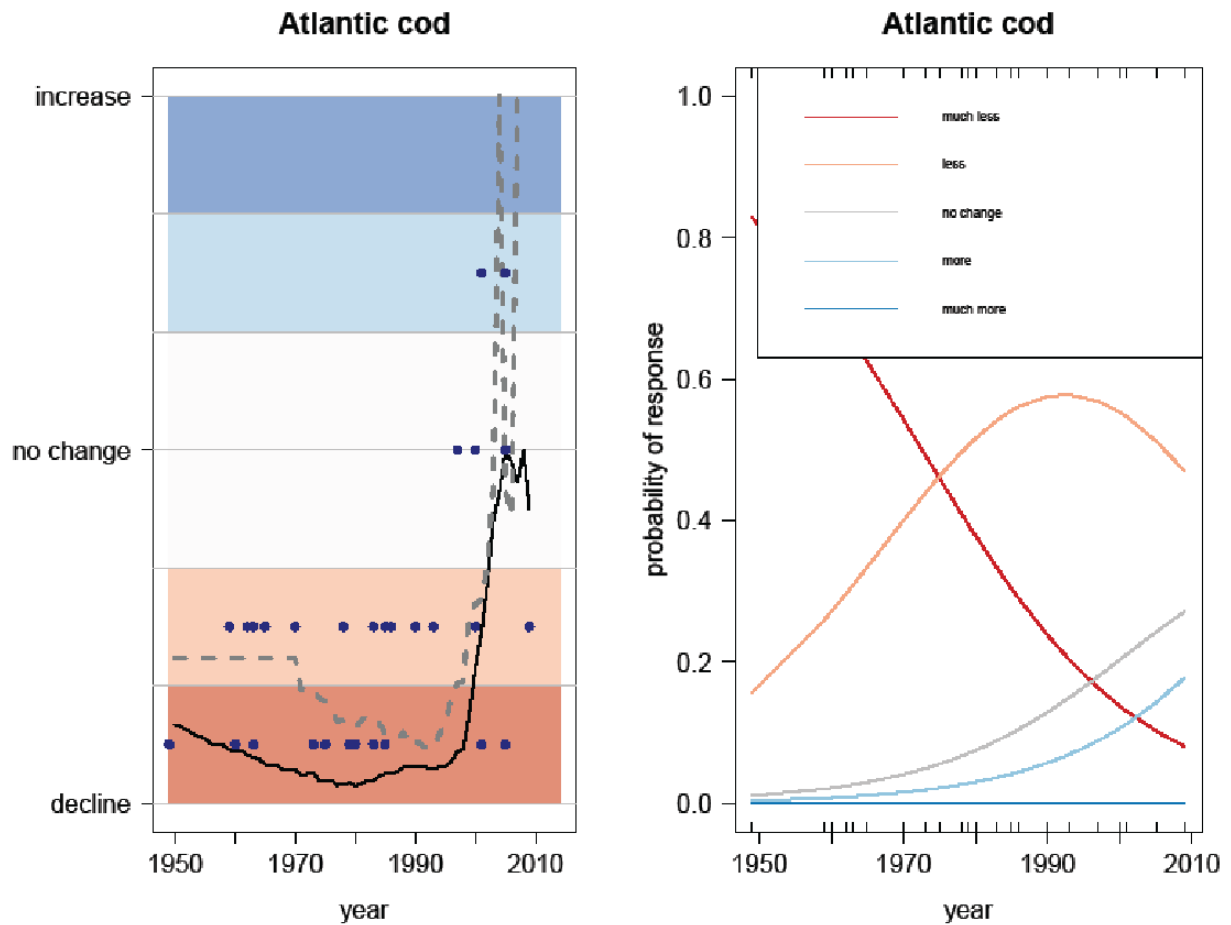 Atlantic cod
increase
no change
decline
1950
1970
1990
2010
year
Atlantic cod
probability of response
1.0
0.8
0.6
0.4
0.2
0.0
much less
less
no change
more
much more
1950
1970
1990
2010
year